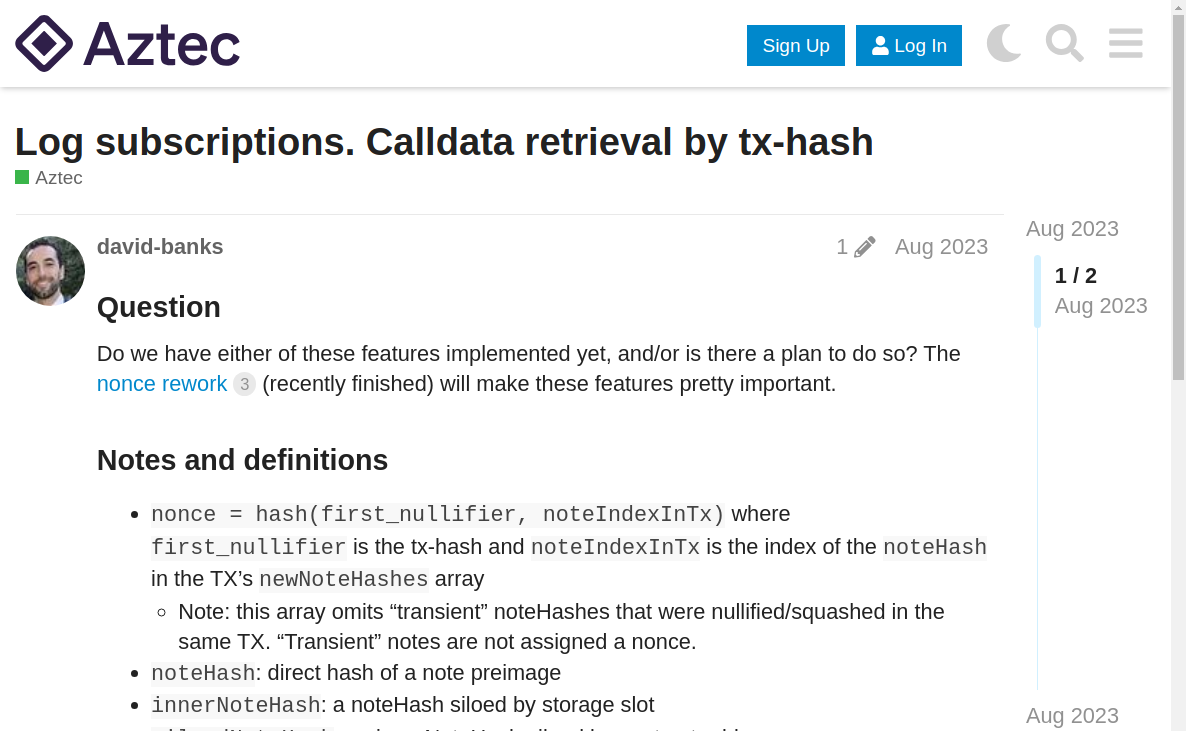 Aztec
Sign Up
Log In
Log subscriptions. Calldata retrieval by tx-hash
Aztec
david-banks
1
Aug 2023
Question
Do we have either of these features implemented yet, and/or is there a plan to do so? The
nonce rework 3 (recently finished) will make these features pretty important.
Notes and definitions
nonce = hash(first_nullifier, noteIndexInTx) where
first_nullifier is the tx-hash and noteIndexInTx is the index of the noteHash
in the TX’s newNoteHashes array
Note: this array omits “transient” noteHashes that were nullified/squashed in the
same TX. “Transient” notes are not assigned a nonce.
noteHash: direct hash of a note preimage
innerNoteHash: a noteHash siloed by storage slot
Aug 2023
1 / 2
Aug 2023
Aug 2023